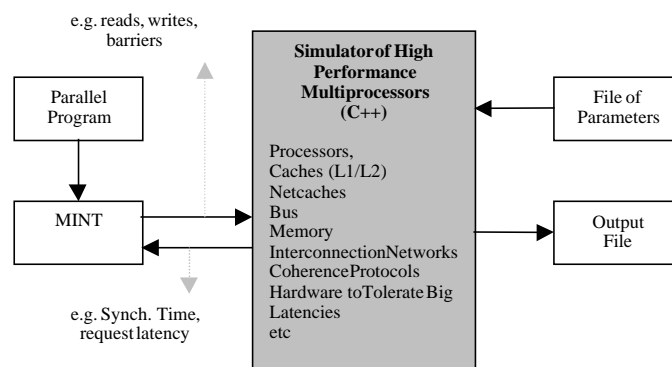 e.g. reads, writes,
barriers
Parallel
Program
MINT
e.g. Synch. Time,
request latency
Simulator of High
Performance
Multiprocessors
(C++)
Processors,
Caches (L1/L2)
Netcaches
Bus
Memory
InterconnectionNetworks
CoherenceProtocols
Hardware toTolerate Big
Latencies
etc
File of
Parameters
Output
File